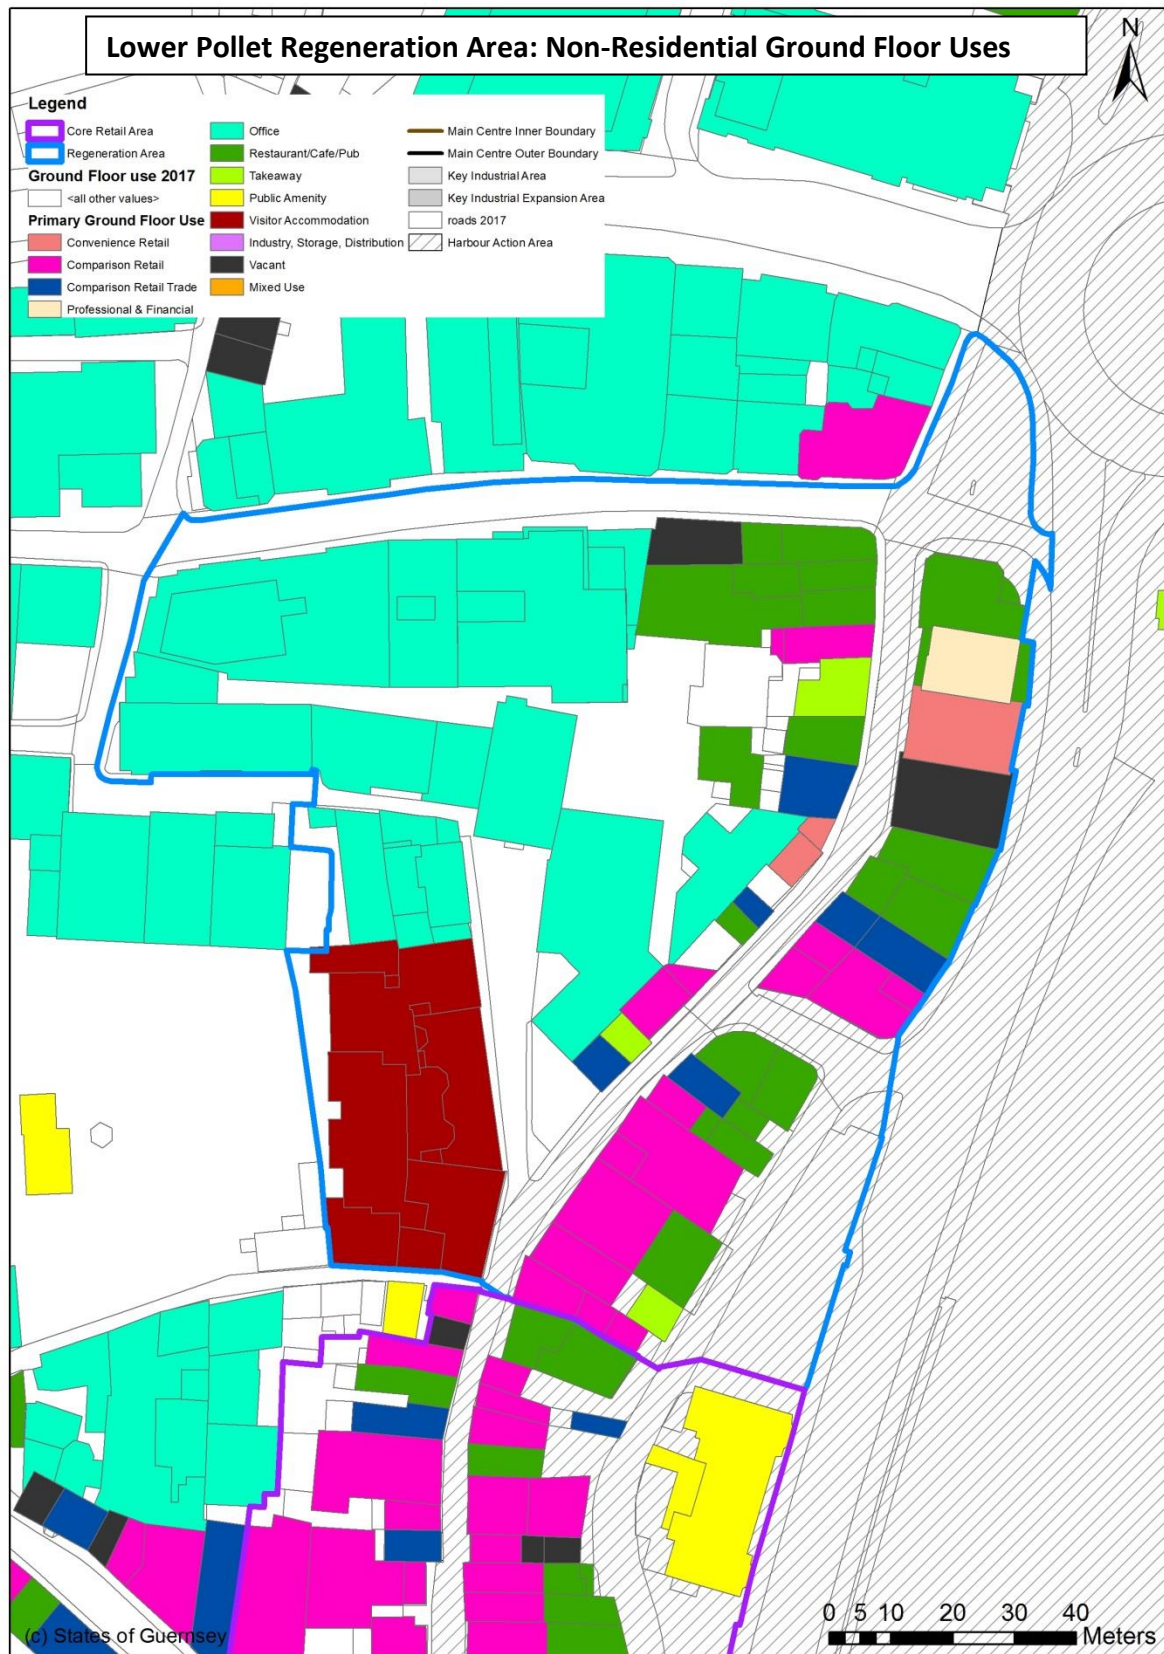 Lower Pollet Regeneration Area: Non-Residential Ground Floor Uses
N
Legend
Core Retail Area
Regeneration Area
Ground Floor use 2017
<all other values>
Primary Ground Floor Use
Convenience Retail
Comparison Retail
Comparison Retail Trade
Professional & Financial
Office
Restaurant/Cafe/Pub
Takeaway
Public Amenity
Visitor Accommodation
Industry, Storage, Distribution
Vacant
Mixed Use
Main Centre Inner Boundary
Main Centre Outer Boundary
Key Industrial Area
Key Industrial Expansion Area
roads 2017
Harbour Action Area
0 5 10 20 30 40
Meters
(c) States of Guernsey